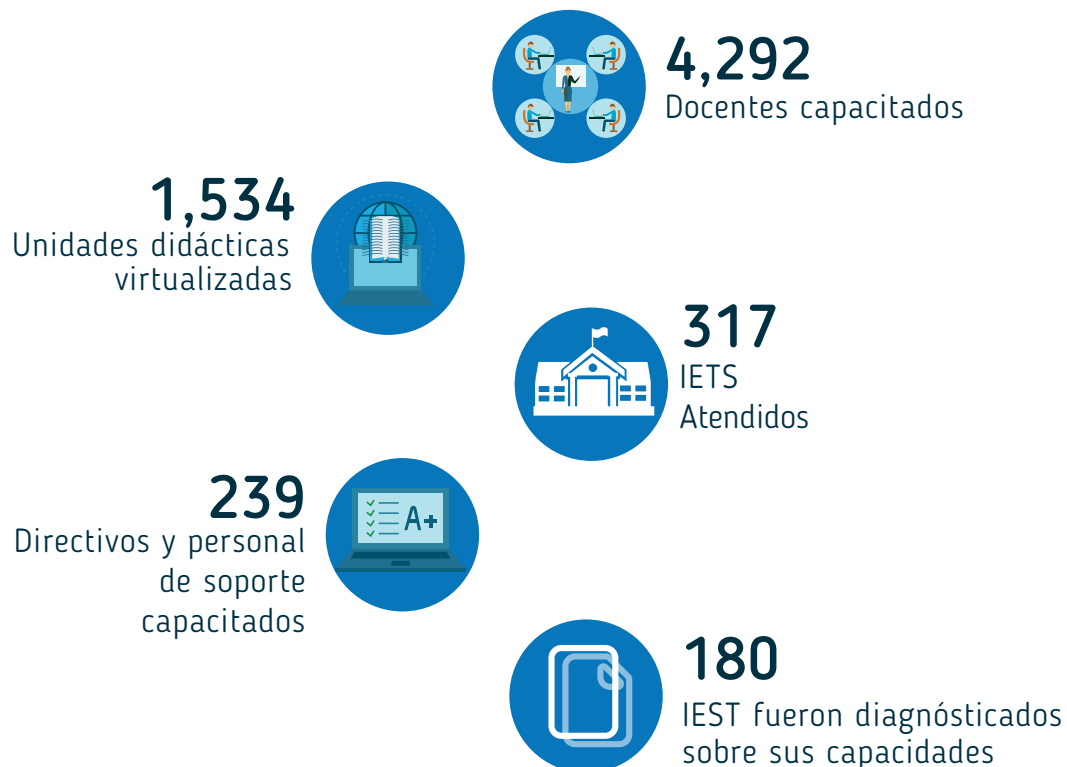 4,292
Docentes capacitados
1,534
Unidades didácticas
virtualizadas
317
IETS
Atendidos
239
Directivos y personal
de soporte
capacitados
A+
180
IEST fueron diagnósticados
sobre sus capacidades